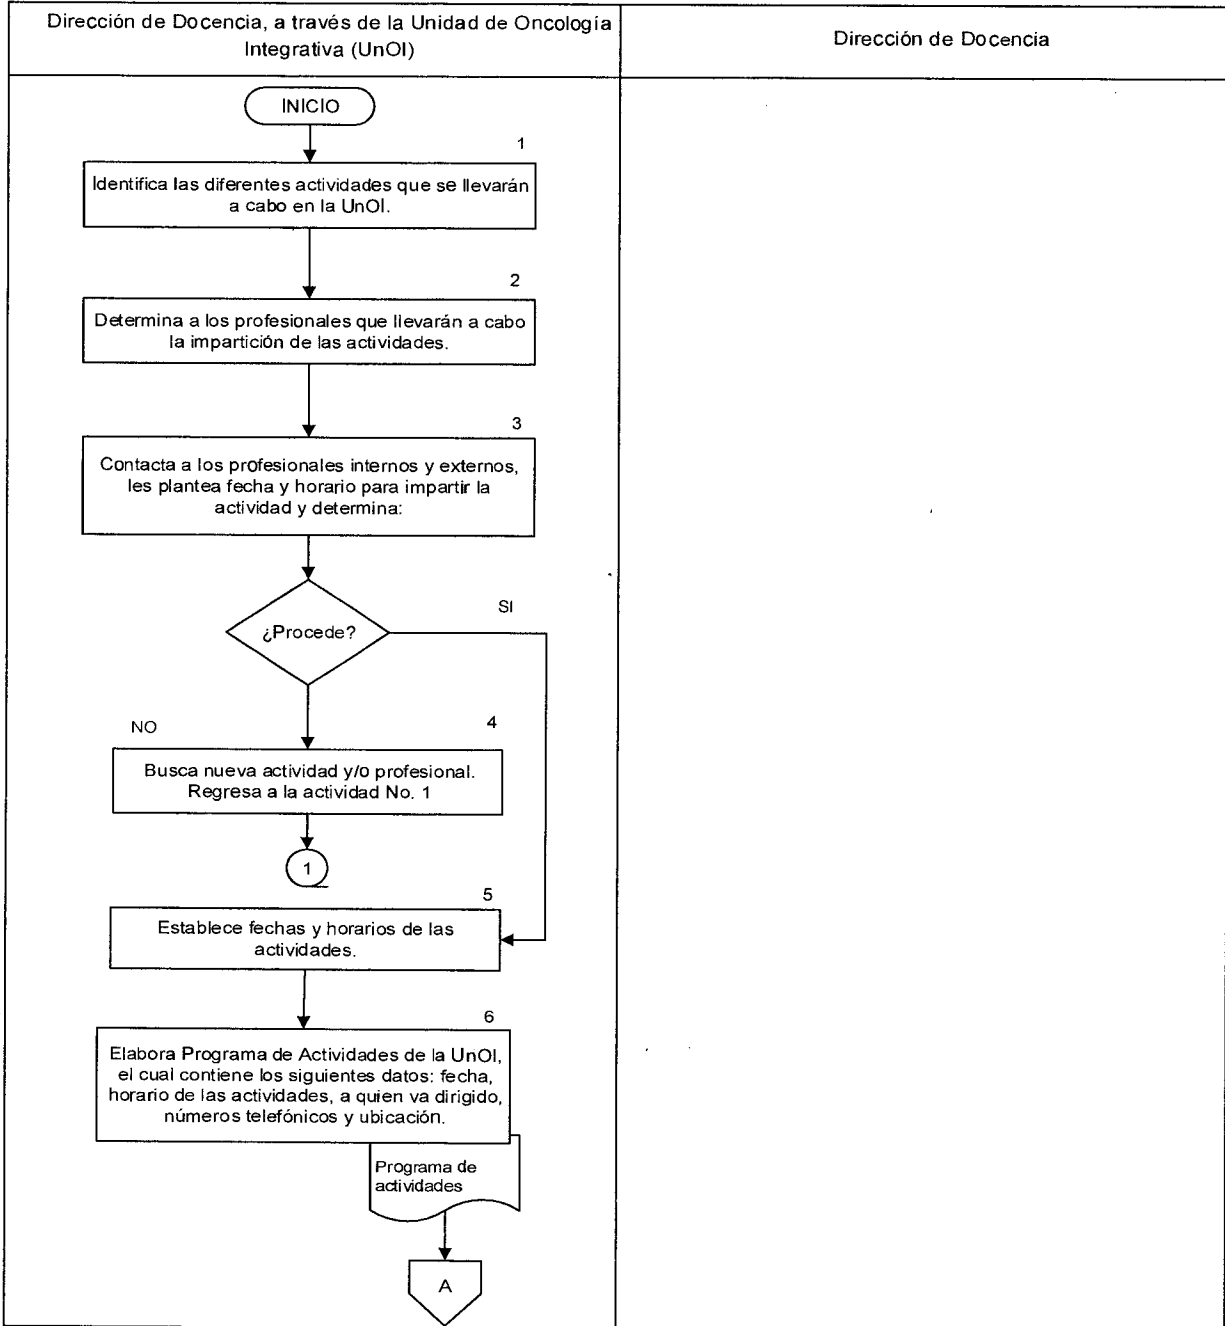 Dirección de Docencia, a través de la Unidad de Oncología
Integrativa (UnOI)
Dirección de Docencia
INICIO
1
Identifica las diferentes actividades que se llevarán
a cabo en la UnOI.
2
Determina a los profesionales que llevarán a cabo
la impartición de las actividades.
3
Contacta a los profesionales internos y externos,
les plantea fecha y horario para impartir la
actividad y determina:
SI
¿Procede?
NO
4
Busca nueva actividad y/o profesional.
Regresa a la actividad No. 1
1
5
Establece fechas y horarios de las
actividades.
6
Elabora Programa de Actividades de la UnOI,
el cual contiene los siguientes datos: fecha,
horario de las actividades, a quien va dirigido,
números telefónicos y ubicación.
Programa de
actividades
A